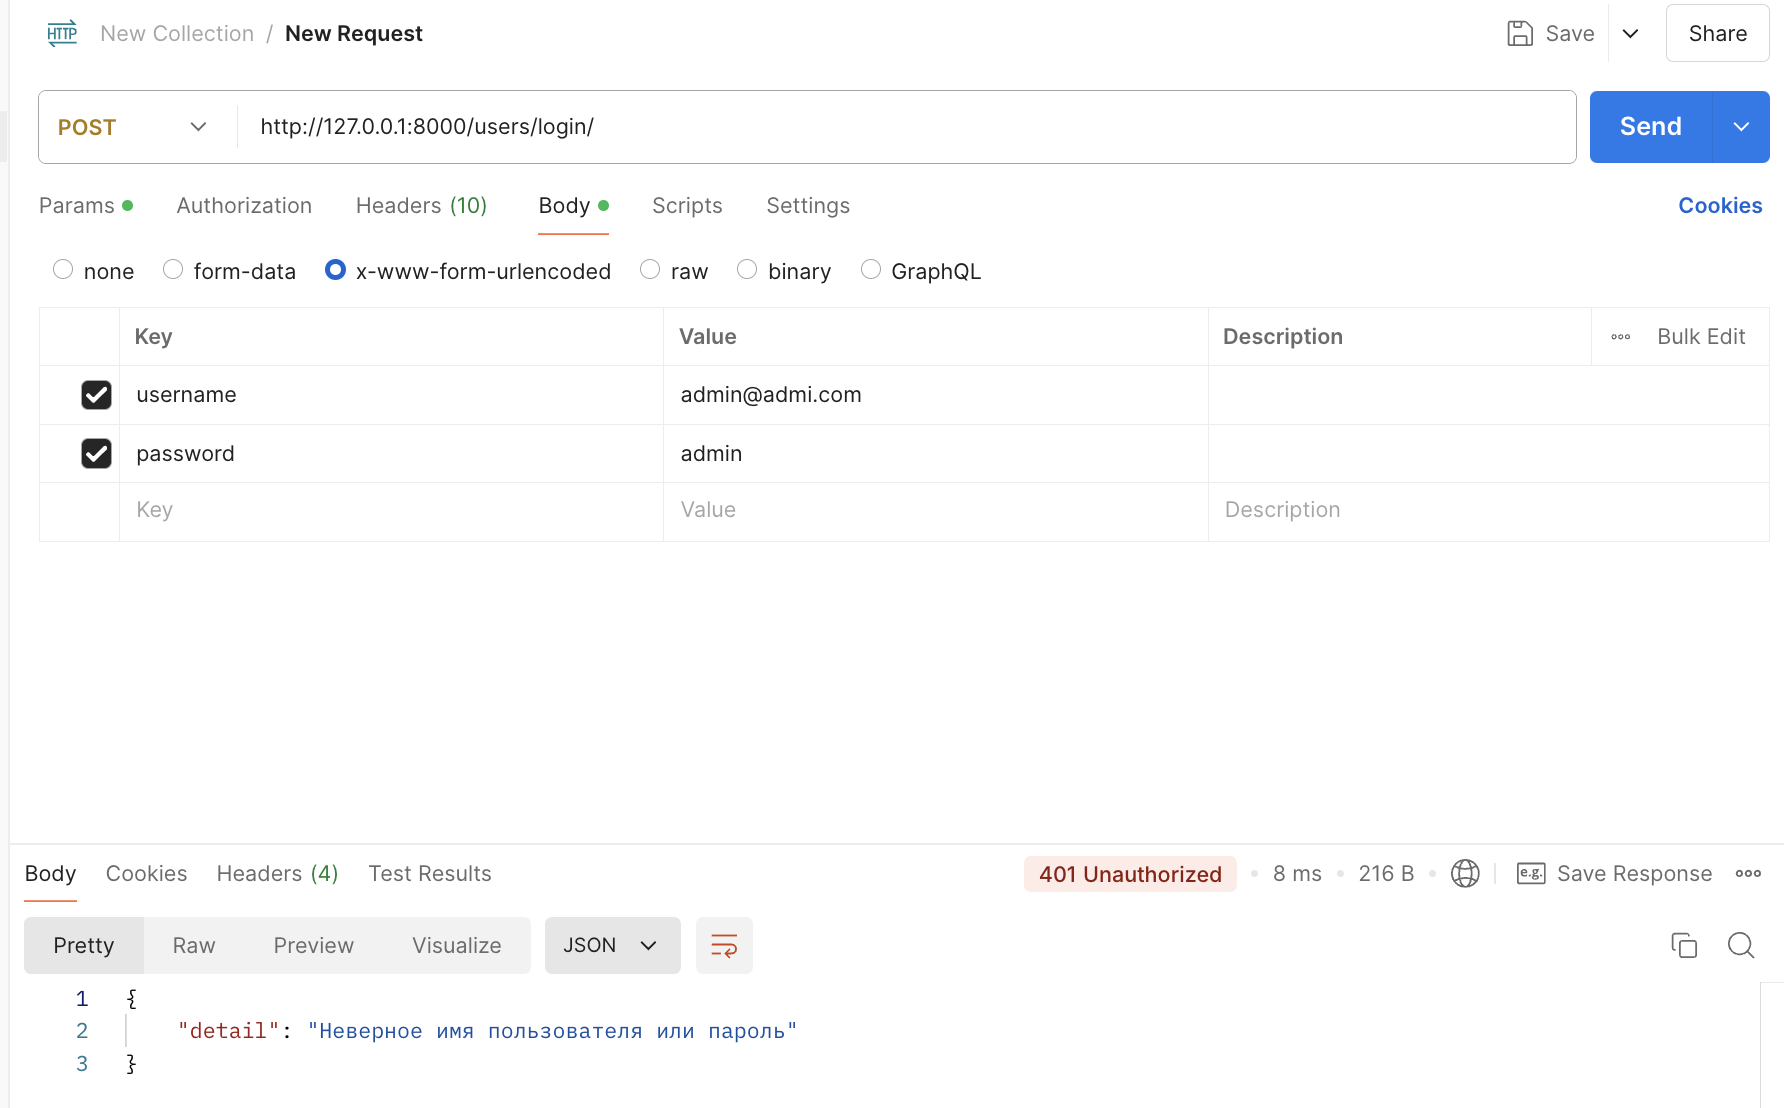 HTTP New Collection / New Request Save Share
POST http://127.0.0.1:8000/users/login/ Send
Params Authorization Headers (10) Body Scripts Settings Cookies
none form-data x-www-form-urlencoded raw binary GraphQL
Key Value Description Bulk Edit
username admin@admi.com
password admin
Key Value Description
Body Cookies Headers (4) Test Results 401 Unauthorized 8 ms 216 B e.g. Save Response
Pretty Raw Preview Visualize JSON
1 {
2 "detail": "Неверное имя пользователя или пароль"
3 }